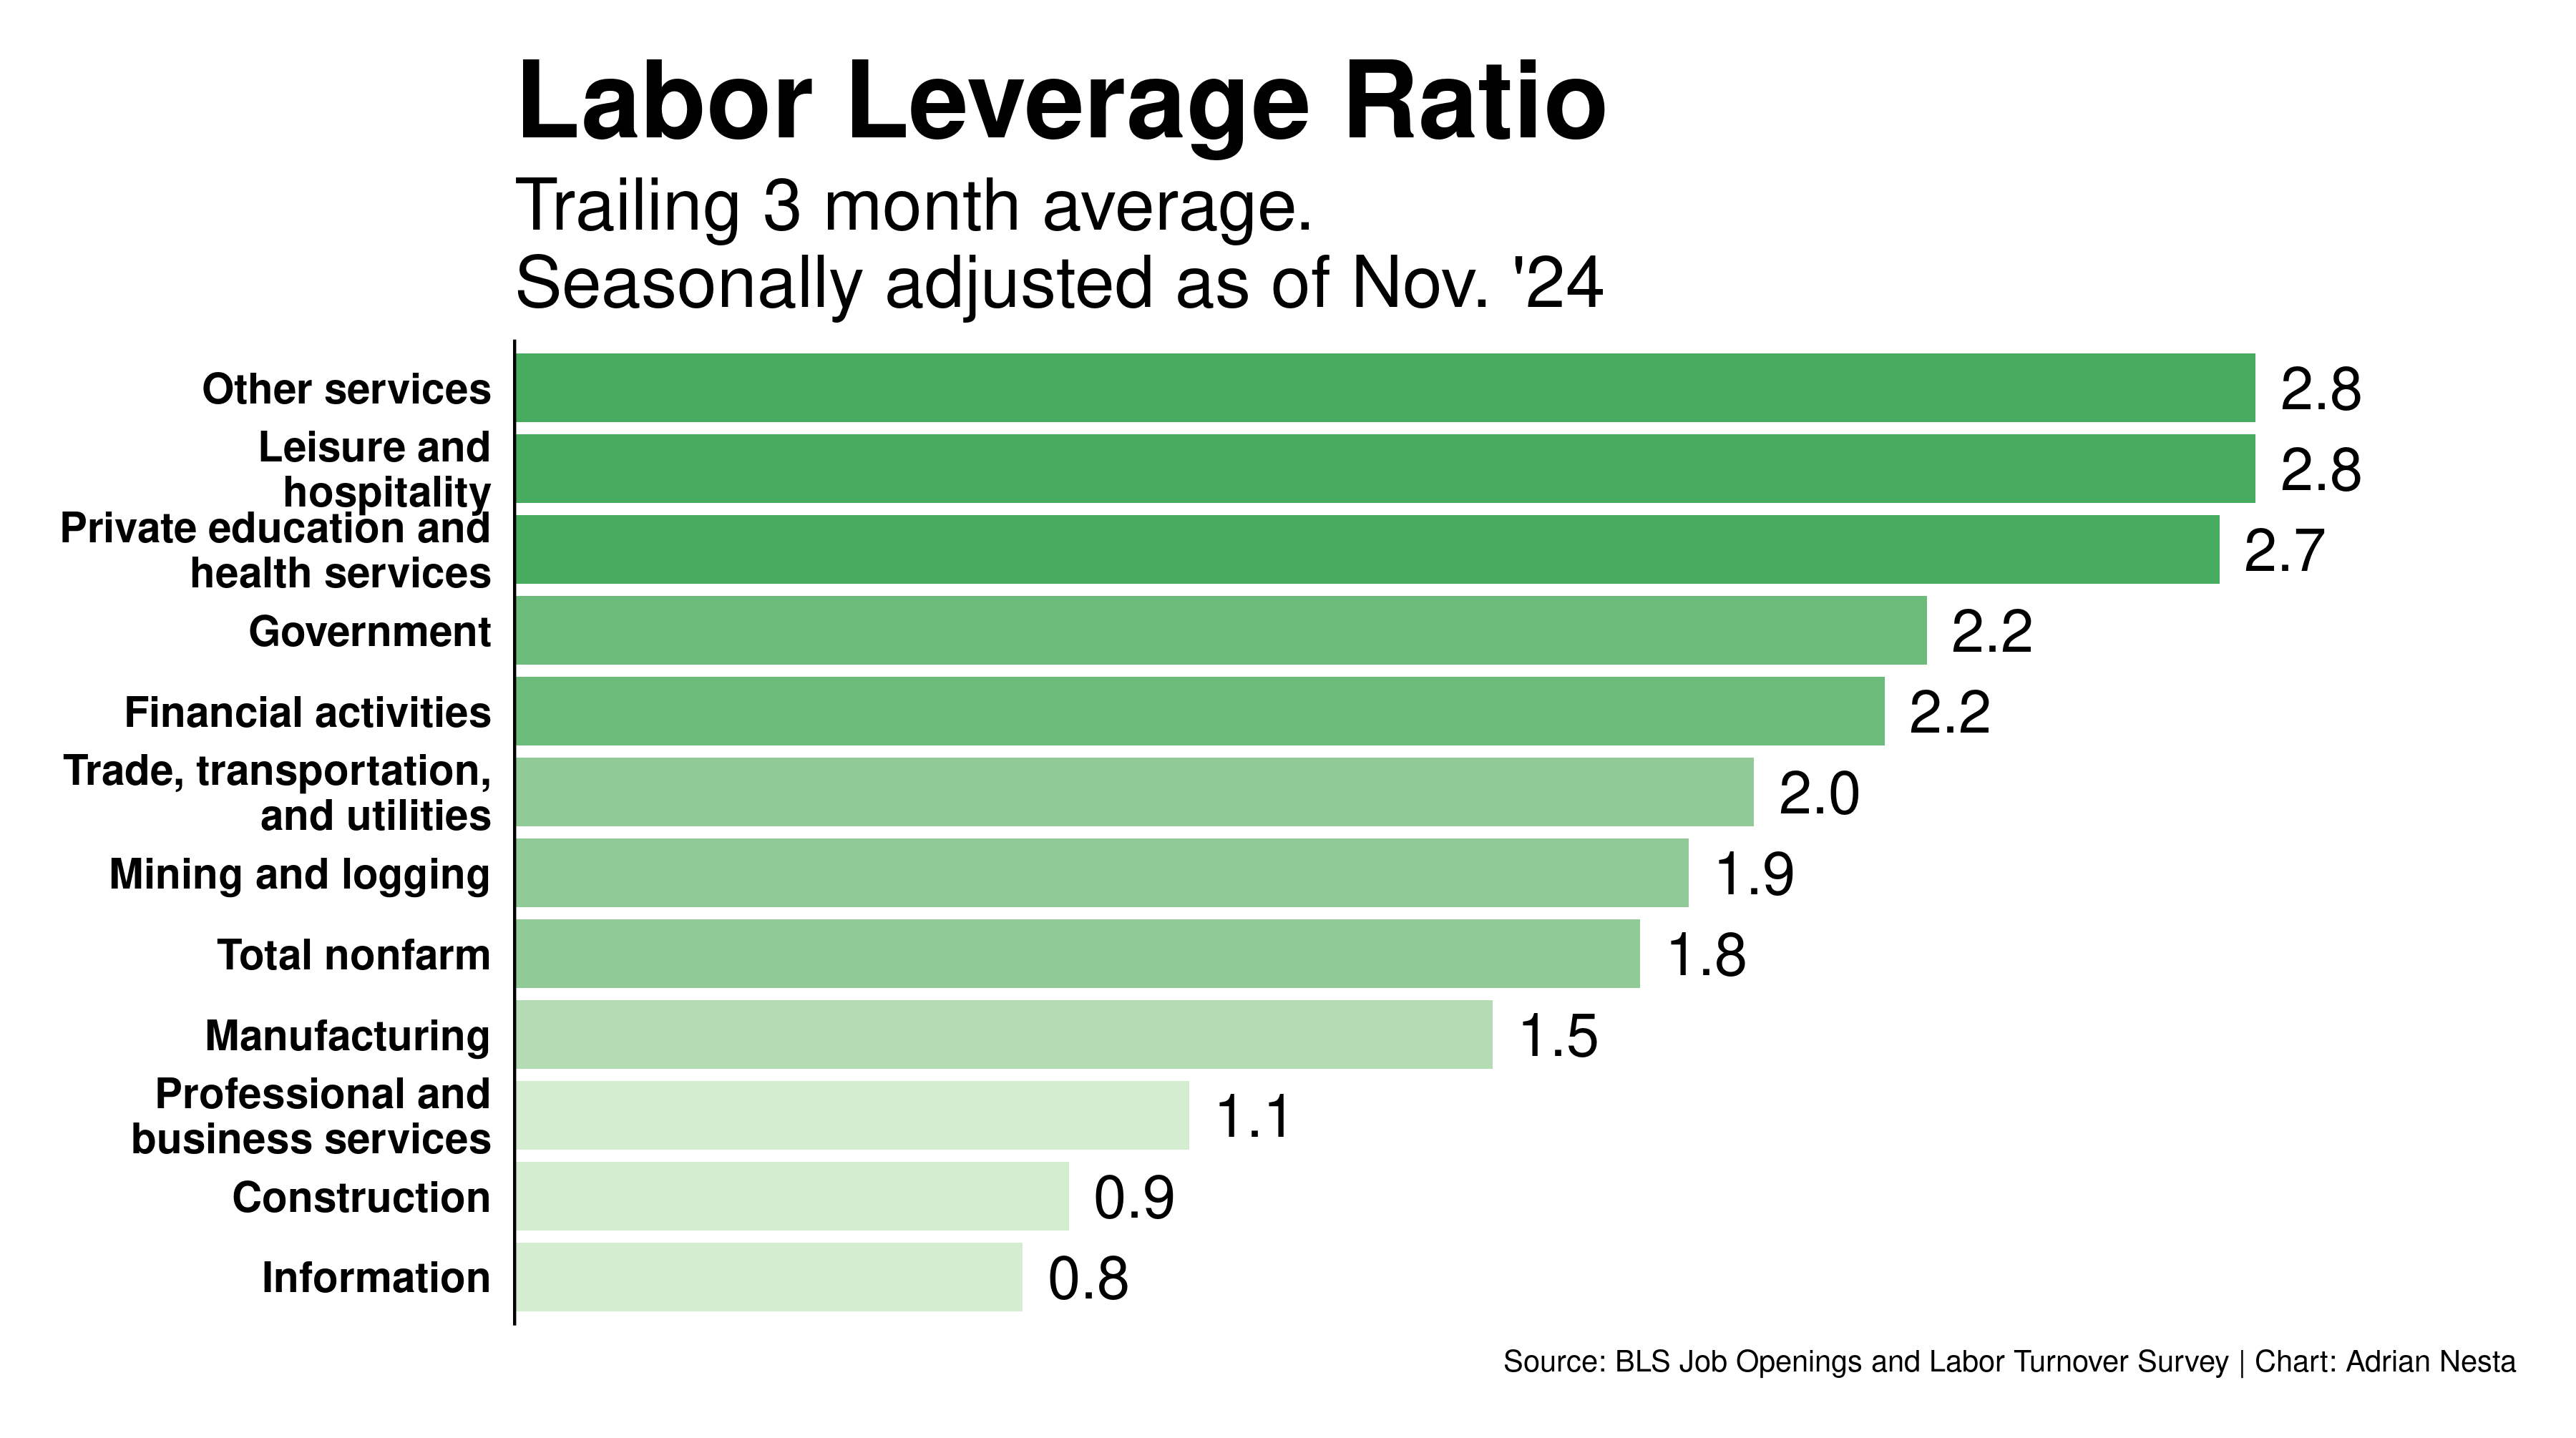 Labor Leverage Ratio
Trailing 3 month average.
Seasonally adjusted as of Nov. '24
Other services 2.8
Leisure and
hospitality 2.8
Private education and
health services 2.7
Government 2.2
Financial activities 2.2
Trade, transportation,
and utilities 2.0
Mining and logging 1.9
Total nonfarm 1.8
Manufacturing 1.5
Professional and
business services 1.1
Construction 0.9
Information 0.8
Source: BLS Job Openings and Labor Turnover Survey | Chart: Adrian Nesta